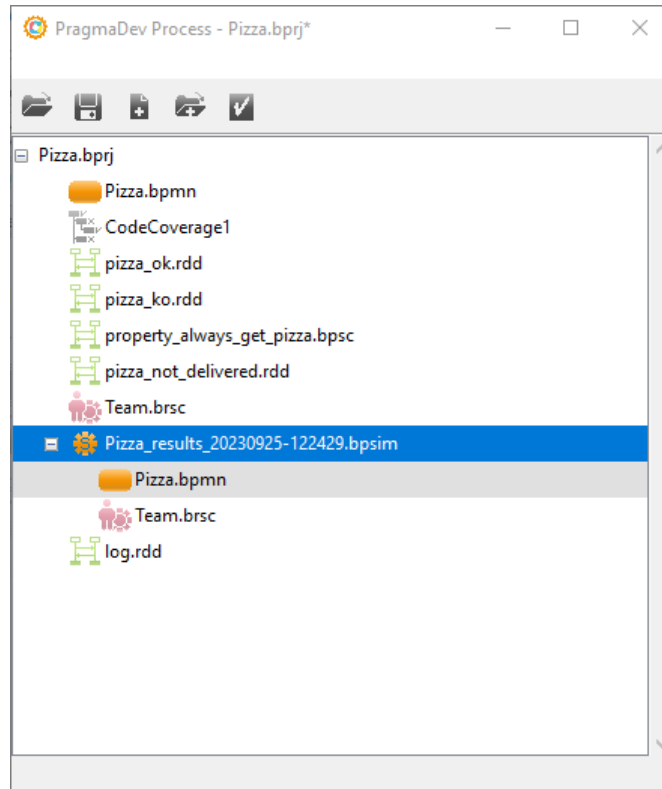 PragmaDev Process - Pizza.bprj*
Pizza.bprj
Pizza.bpmn
CodeCoverage1
pizza_ok.rdd
pizza_ko.rdd
property_always_get_pizza.bpsc
pizza_not_delivered.rdd
Team.brsc
Pizza_results_20230925-122429.bpsim
Pizza.bpmn
Team.brsc
log.rdd